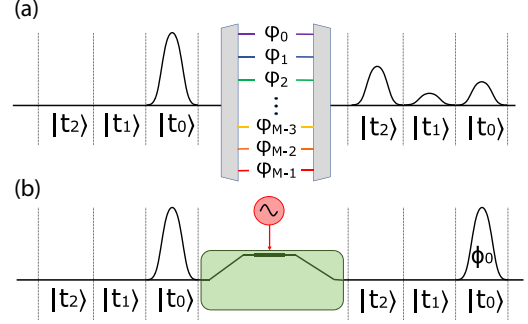 (a)
φ₀
φ₁
φ₂
⋮
φM-3
φM-2
φM-1
|t₂⟩ |t₁⟩ |t₀⟩ |t₂⟩ |t₁⟩ |t₀⟩
(b)
ϕ₀
|t₂⟩ |t₁⟩ |t₀⟩ |t₂⟩ |t₁⟩ |t₀⟩